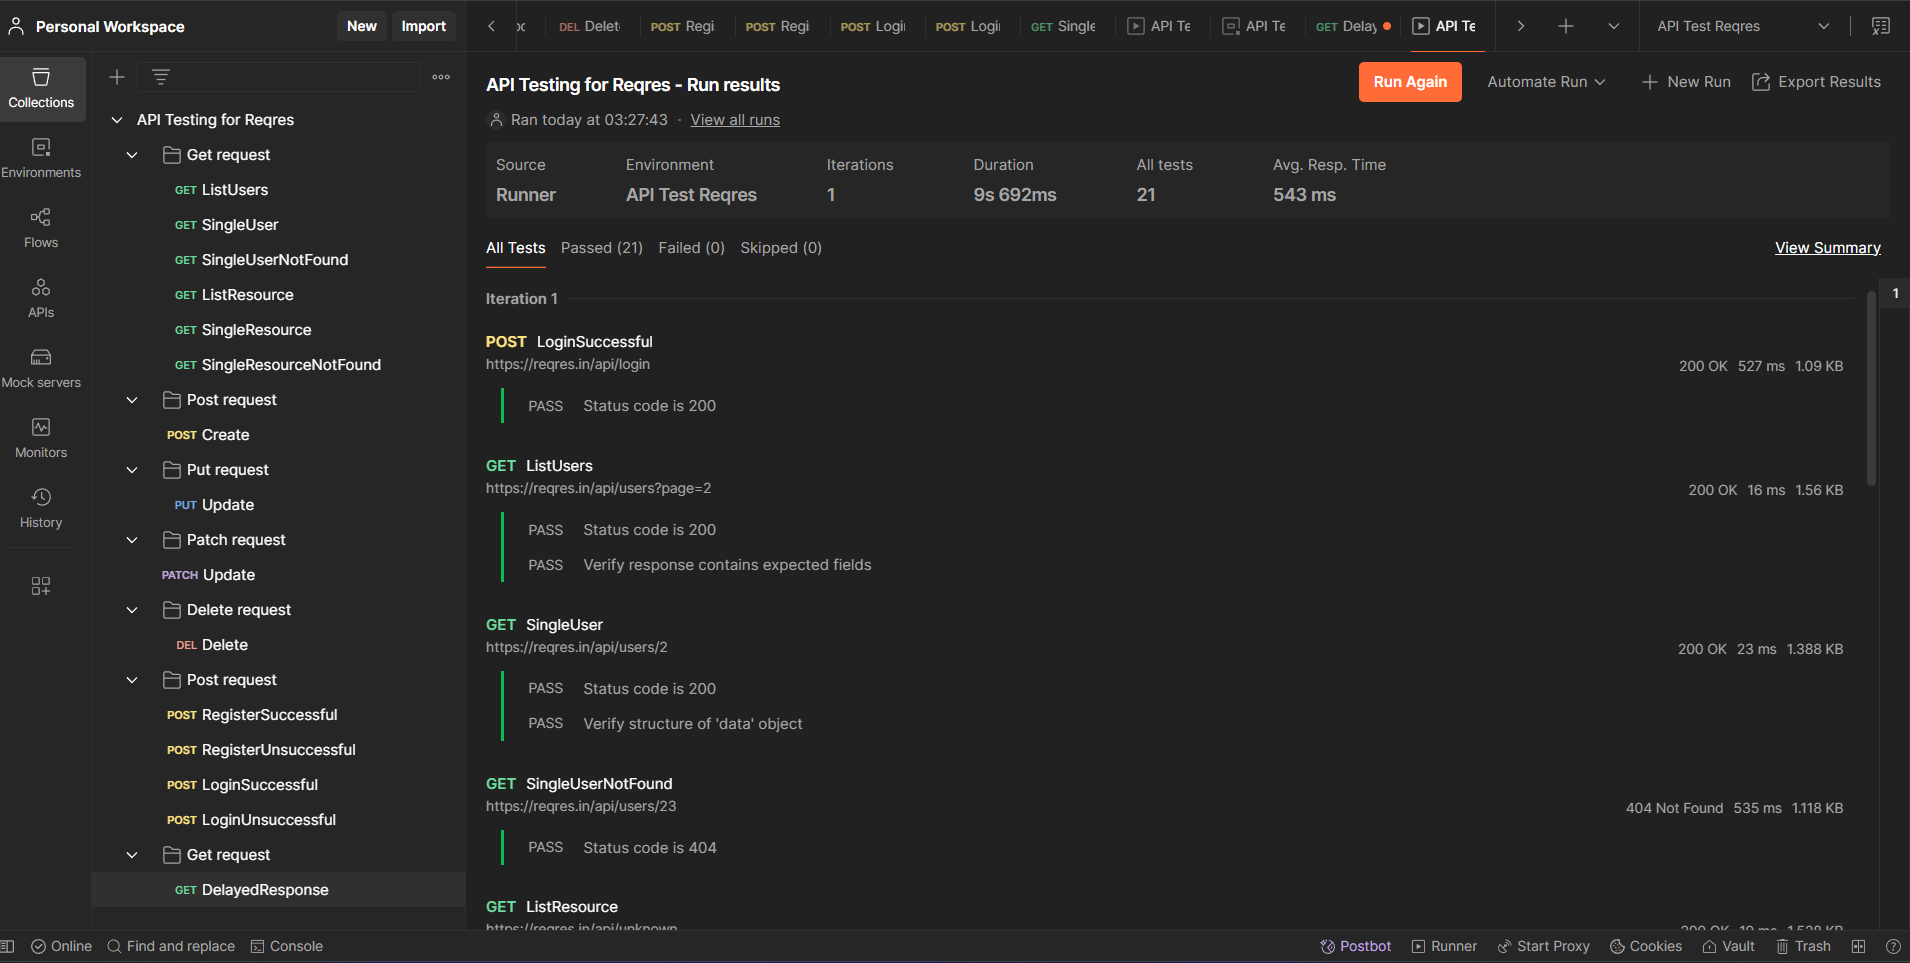 Personal Workspace
New
Import
DEL Delet
POST Regi
POST Regi
POST Logi
POST Logi
GET Single
API Te
API Te
GET Delay
API Te
API Test Reqres
Collections
Environments
Flows
APIs
Mock servers
Monitors
History
API Testing for Reqres
Get request
GET ListUsers
GET SingleUser
GET SingleUserNotFound
GET ListResource
GET SingleResource
GET SingleResourceNotFound
Post request
POST Create
Put request
PUT Update
Patch request
PATCH Update
Delete request
DEL Delete
Post request
POST RegisterSuccessful
POST RegisterUnsuccessful
POST LoginSuccessful
POST LoginUnsuccessful
Get request
GET DelayedResponse
API Testing for Reqres - Run results
Run Again
Automate Run
New Run
Export Results
Ran today at 03:27:43 · View all runs
Source Environment Iterations Duration All tests Avg. Resp. Time
Runner API Test Reqres 1 9s 692ms 21 543 ms
All Tests Passed (21) Failed (0) Skipped (0)
View Summary
Iteration 1
1
POST LoginSuccessful
https://reqres.in/api/login
200 OK 527 ms 1.09 KB
PASS Status code is 200
GET ListUsers
https://reqres.in/api/users?page=2
200 OK 16 ms 1.56 KB
PASS Status code is 200
PASS Verify response contains expected fields
GET SingleUser
https://reqres.in/api/users/2
200 OK 23 ms 1.388 KB
PASS Status code is 200
PASS Verify structure of 'data' object
GET SingleUserNotFound
https://reqres.in/api/users/23
404 Not Found 535 ms 1.118 KB
PASS Status code is 404
GET ListResource
https://reqres.in/api/unknown
200 OK 19 ms 1.528 KB
Online
Find and replace
Console
Postbot
Runner
Start Proxy
Cookies
Vault
Trash